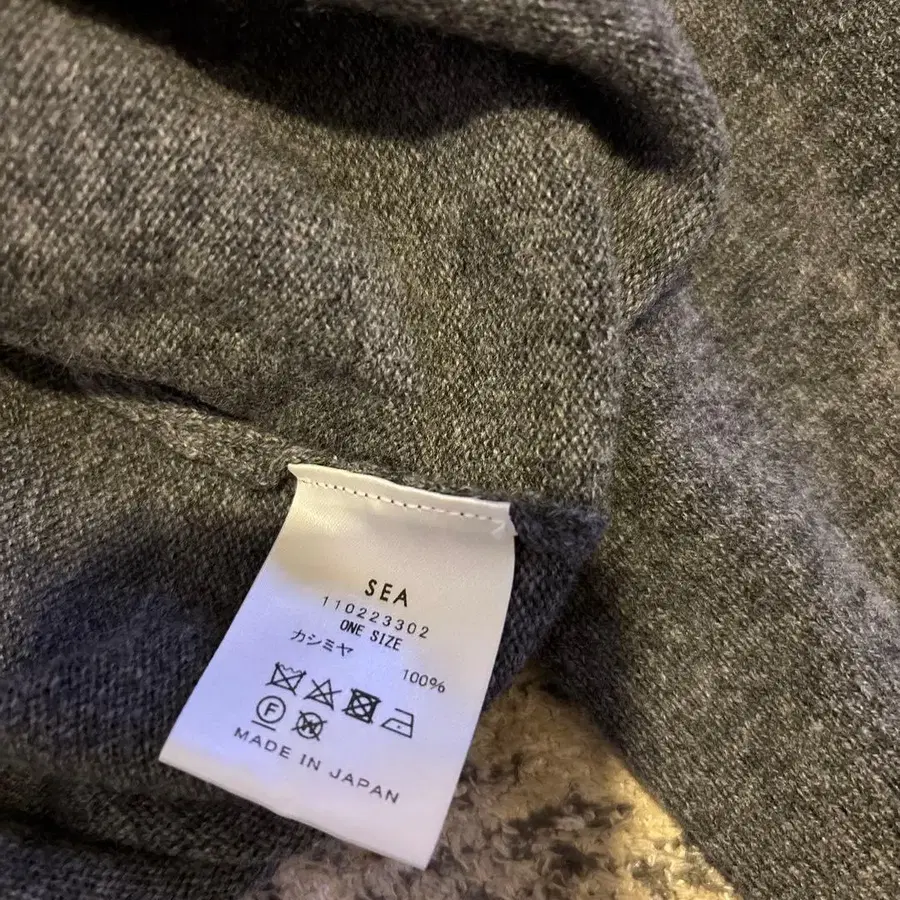 SEA
110223302
ONE SIZE
カシミヤ 100%
F W
MADE IN JAPAN